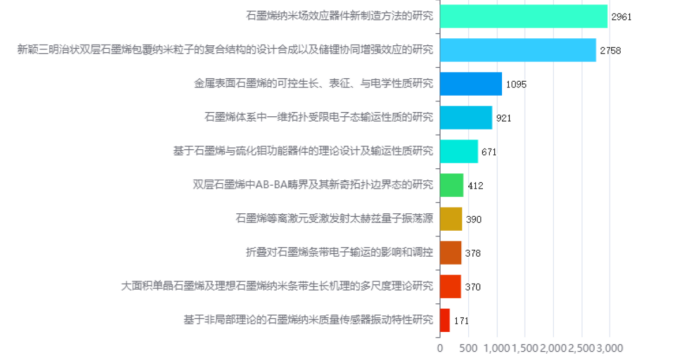 石墨烯纳米场效应器件新制造方法的研究 2961
新颖三明治状双层石墨烯包覆纳米粒子的复合结构的设计合成以及储锂协同增强效应的研究 2758
金属表面石墨烯的可控生长、表征、与电学性质研究 1095
石墨烯体系中一维拓扑受限电子态输运性质的研究 921
基于石墨烯与硫化钼功能器件的理论设计及输运性质研究 671
双层石墨烯中AB-BA畴界及其新奇拓扑边界态的研究 412
石墨烯等离激元受激发射太赫兹量子振荡源 390
折叠对石墨烯条带电子输运的影响和调控 378
大面积单晶石墨烯及理想石墨烯纳米条带生长机理的多尺度理论研究 370
基于非局部理论的石墨烯纳米质量传感器振动特性研究 171
0 500 1,000 1,500 2,000 2,500 3,000